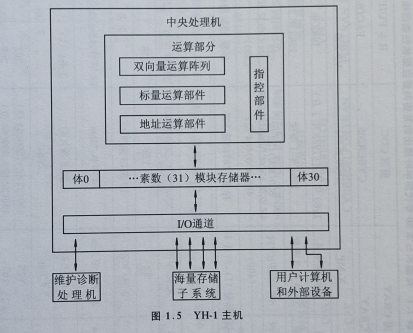 中央处理机
运算部分
双向量运算阵列
标量运算部件
地址运算部件
指控部件
体0
…素数（31）模块存储器…
体30
I/O通道
维护诊断
处理机
海量存储
子系统
用户计算机
和外部设备
图 1.5 YH-1 主机